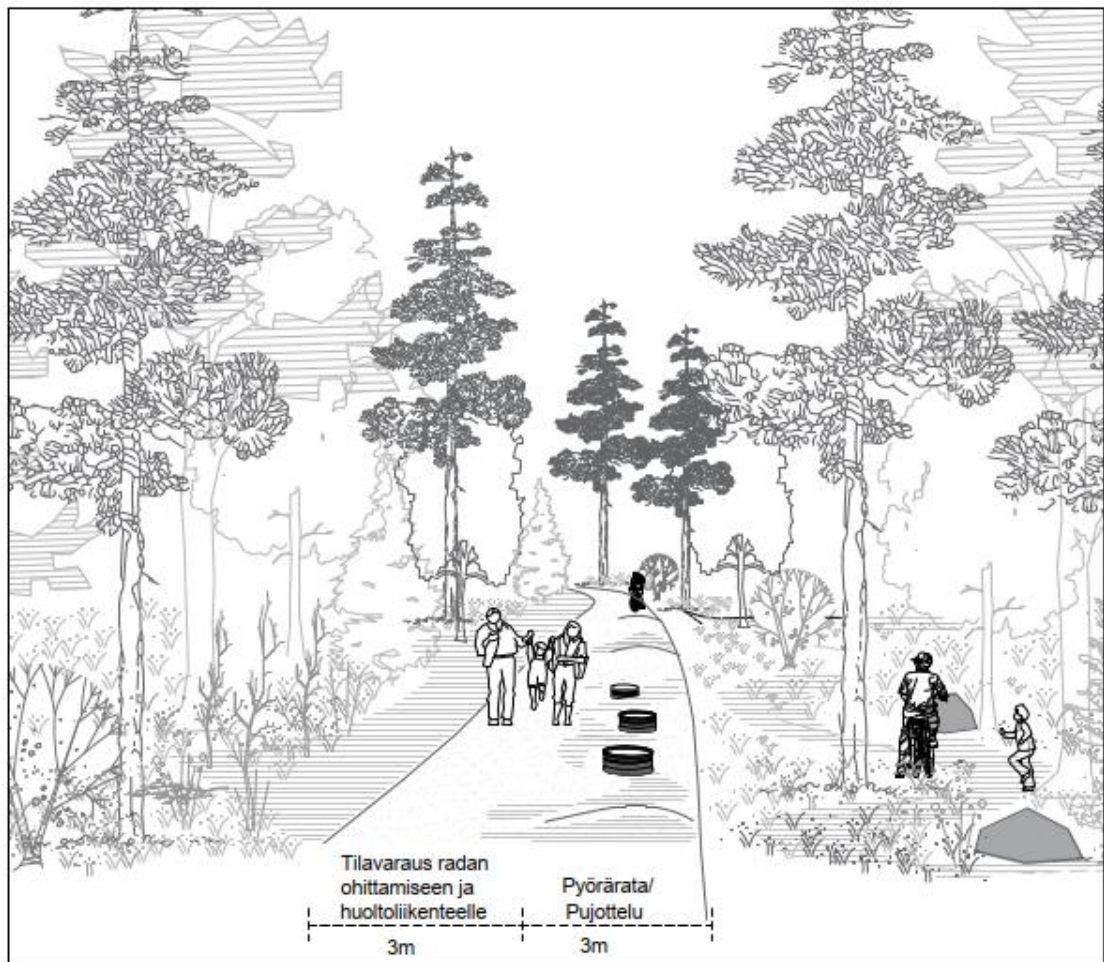 Tilavaraus radan
ohittamiseen ja
huoltoliikenteelle
Pyörärata/
Pujottelu
3m
3m